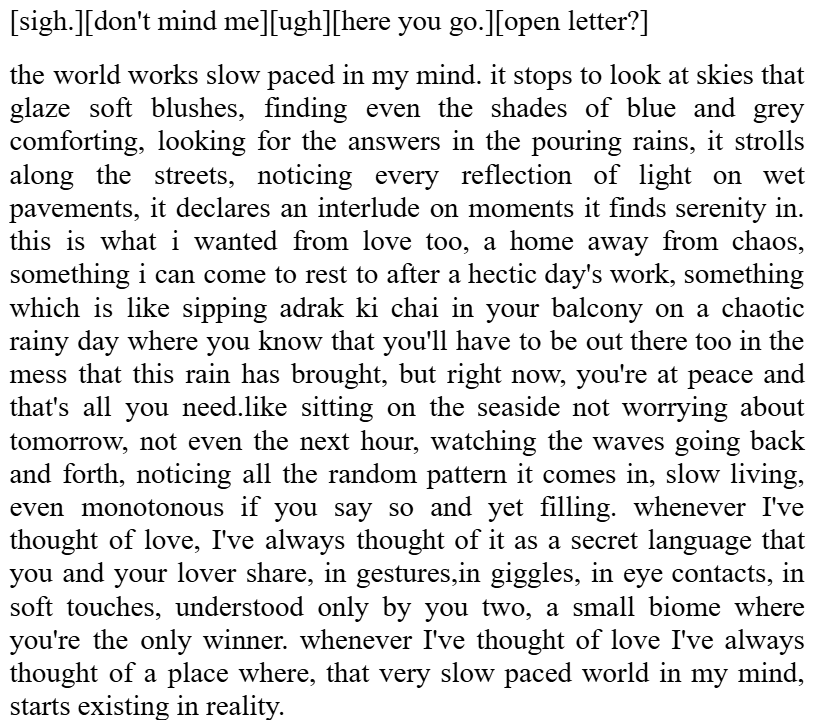 [sigh.][don't mind me][ugh][here you go.][open letter?]
the world works slow paced in my mind. it stops to look at skies that
glaze soft blushes, finding even the shades of blue and grey
comforting, looking for the answers in the pouring rains, it strolls
along the streets, noticing every reflection of light on wet
pavements, it declares an interlude on moments it finds serenity in.
this is what i wanted from love too, a home away from chaos,
something i can come to rest to after a hectic day's work, something
which is like sipping adrak ki chai in your balcony on a chaotic
rainy day where you know that you'll have to be out there too in the
mess that this rain has brought, but right now, you're at peace and
that's all you need.like sitting on the seaside not worrying about
tomorrow, not even the next hour, watching the waves going back
and forth, noticing all the random pattern it comes in, slow living,
even monotonous if you say so and yet filling. whenever I've
thought of love, I've always thought of it as a secret language that
you and your lover share, in gestures,in giggles, in eye contacts, in
soft touches, understood only by you two, a small biome where
you're the only winner. whenever I've thought of love I've always
thought of a place where, that very slow paced world in my mind,
starts existing in reality.